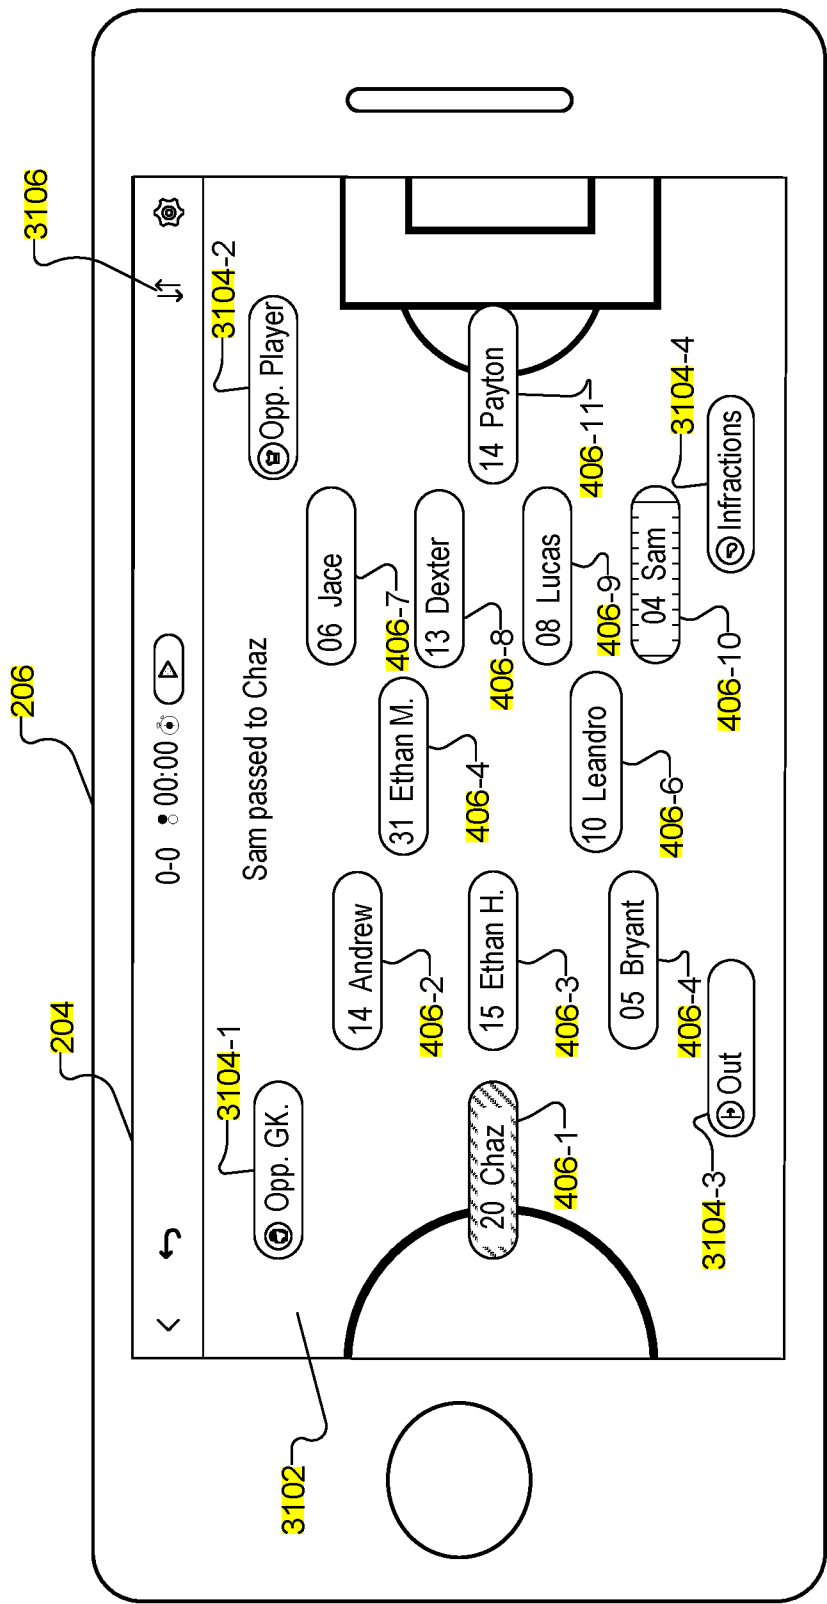 204
206
3106
0-0 00:00
Sam passed to Chaz
3104-1
Opp. GK.
3104-2
Opp. Player
3102
20 Chaz
406-1
14 Andrew
406-2
15 Ethan H.
406-3
05 Bryant
406-4
31 Ethan M.
406-4
10 Leandro
406-6
06 Jace
406-7
13 Dexter
406-8
08 Lucas
406-9
04 Sam
406-10
14 Payton
406-11
3104-3
Out
3104-4
Infractions